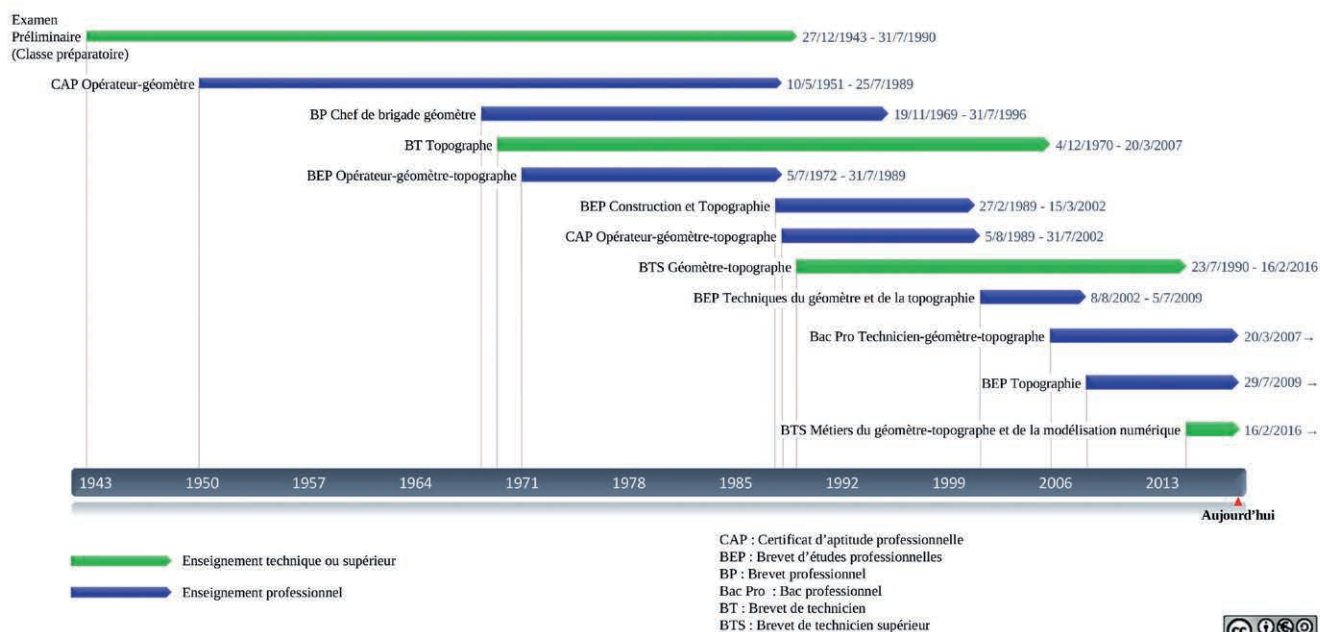 Examen
Préliminaire
(Classe préparatoire)
27/12/1943 - 31/7/1990
CAP Opérateur-géomètre
10/5/1951 - 25/7/1989
BP Chef de brigade géomètre
19/11/1969 - 31/7/1996
BT Topographe
4/12/1970 - 20/3/2007
BEP Opérateur-géomètre-topographe
5/7/1972 - 31/7/1989
BEP Construction et Topographie
27/2/1989 - 15/3/2002
CAP Opérateur-géomètre-topographe
5/8/1989 - 31/7/2002
BTS Géomètre-topographe
23/7/1990 - 16/2/2016
BEP Techniques du géomètre et de la topographie
8/8/2002 - 5/7/2009
Bac Pro Technicien-géomètre-topographe
20/3/2007→
BEP Topographie
29/7/2009 →
BTS Métiers du géomètre-topographe et de la modélisation numérique
16/2/2016 →
1943 1950 1957 1964 1971 1978 1985 1992 1999 2006 2013
Aujourd'hui
Enseignement technique ou supérieur
Enseignement professionnel
CAP : Certificat d'aptitude professionnelle
BEP : Brevet d'études professionnelles
BP : Brevet professionnel
Bac Pro : Bac professionnel
BT : Brevet de technicien
BTS : Brevet de technicien supérieur
cc